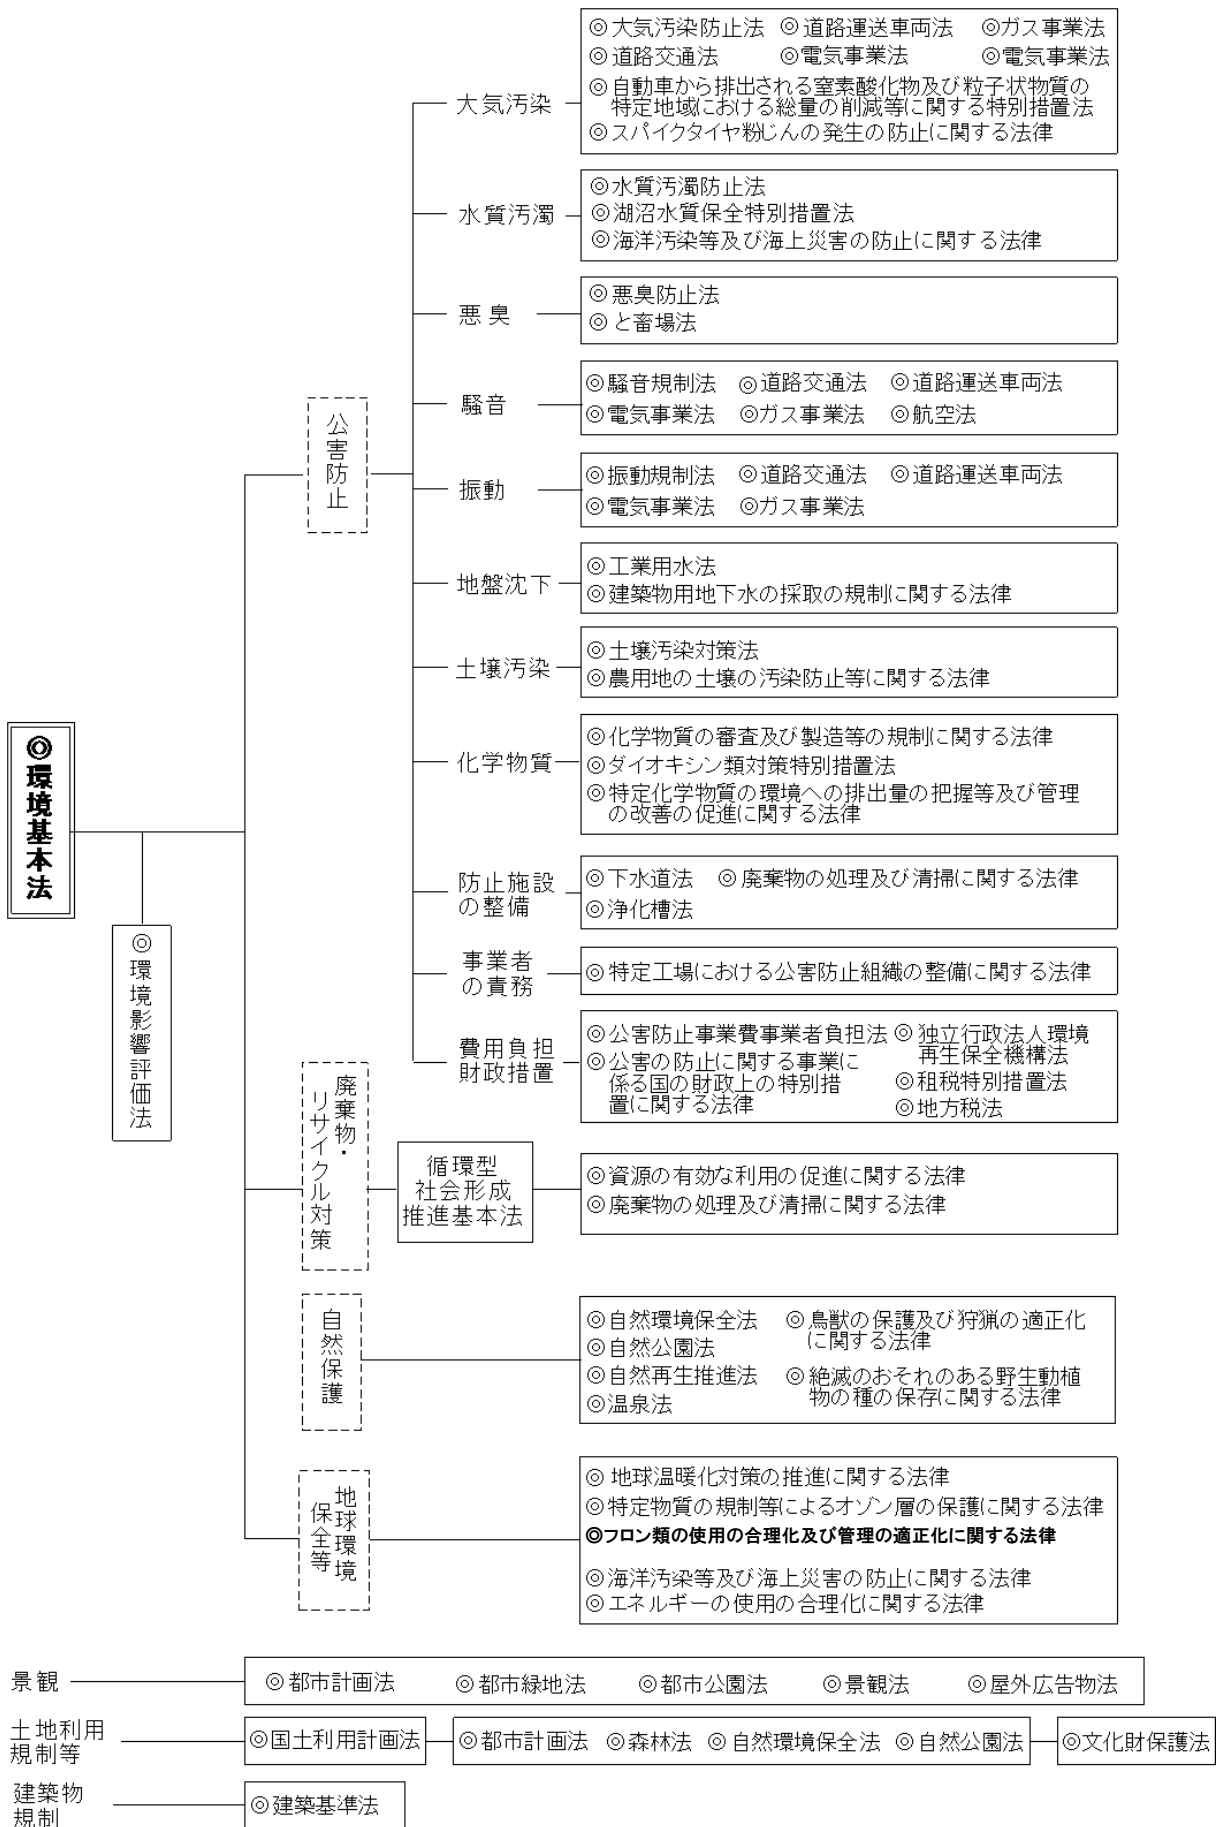 ◎環境基本法
◎環境影響評価法
公害防止
大気汚染
◎大気汚染防止法 ◎道路運送車両法 ◎ガス事業法
◎道路交通法 ◎電気事業法 ◎電気事業法
◎自動車から排出される窒素酸化物及び粒子状物質の
特定地域における総量の削減等に関する特別措置法
◎スパイクタイヤ粉じんの発生の防止に関する法律
水質汚濁
◎水質汚濁防止法
◎湖沼水質保全特別措置法
◎海洋汚染等及び海上災害の防止に関する法律
悪臭
◎悪臭防止法
◎と畜場法
騒音
◎騒音規制法 ◎道路交通法 ◎道路運送車両法
◎電気事業法 ◎ガス事業法 ◎航空法
振動
◎振動規制法 ◎道路交通法 ◎道路運送車両法
◎電気事業法 ◎ガス事業法
地盤沈下
◎工業用水法
◎建築物用地下水の採取の規制に関する法律
土壌汚染
◎土壌汚染対策法
◎農用地の土壌の汚染防止等に関する法律
化学物質
◎化学物質の審査及び製造等の規制に関する法律
◎ダイオキシン類対策特別措置法
◎特定化学物質の環境への排出量の把握等及び管理
の改善の促進に関する法律
防止施設
の整備
◎下水道法 ◎廃棄物の処理及び清掃に関する法律
◎浄化槽法
事業者
の責務
◎特定工場における公害防止組織の整備に関する法律
費用負担
財政措置
◎公害防止事業費事業者負担法
◎公害の防止に関する事業に
係る国の財政上の特別措
置に関する法律
◎独立行政法人環境
再生保全機構法
◎租税特別措置法
◎地方税法
廃棄物・
リサイクル対策
循環型
社会形成
推進基本法
◎資源の有効な利用の促進に関する法律
◎廃棄物の処理及び清掃に関する法律
自然保護
◎自然環境保全法
◎自然公園法
◎自然再生推進法
◎温泉法
◎鳥獣の保護及び狩猟の適正化
に関する法律
◎絶滅のおそれのある野生動植
物の種の保存に関する法律
地球環境
保全等
◎地球温暖化対策の推進に関する法律
◎特定物質の規制等によるオゾン層の保護に関する法律
◎フロン類の使用の合理化及び管理の適正化に関する法律
◎海洋汚染等及び海上災害の防止に関する法律
◎エネルギーの使用の合理化に関する法律
景観
◎都市計画法 ◎都市緑地法 ◎都市公園法 ◎景観法 ◎屋外広告物法
土地利用
規制等
◎国土利用計画法 ◎都市計画法 ◎森林法 ◎自然環境保全法 ◎自然公園法 ◎文化財保護法
建築物
規制
◎建築基準法